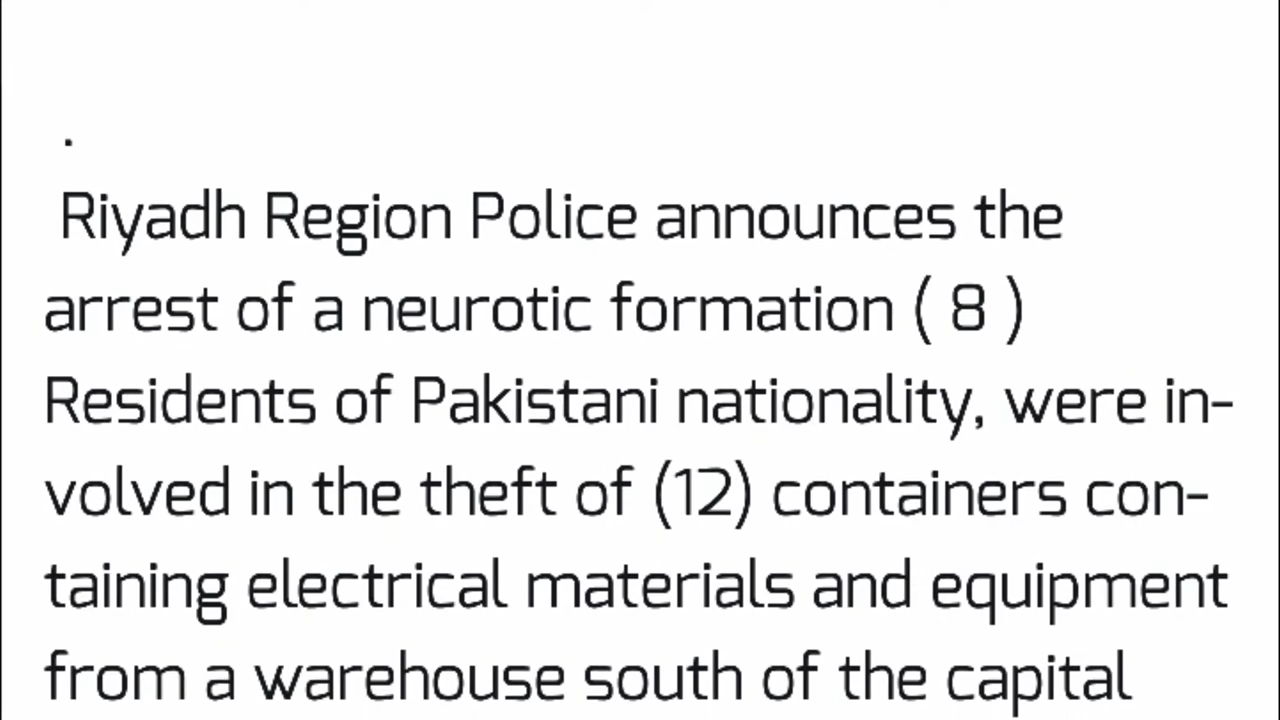 .
Riyadh Region Police announces the
arrest of a neurotic formation ( 8 )
Residents of Pakistani nationality, were in-
volved in the theft of (12) containers con-
taining electrical materials and equipment
from a warehouse south of the capital